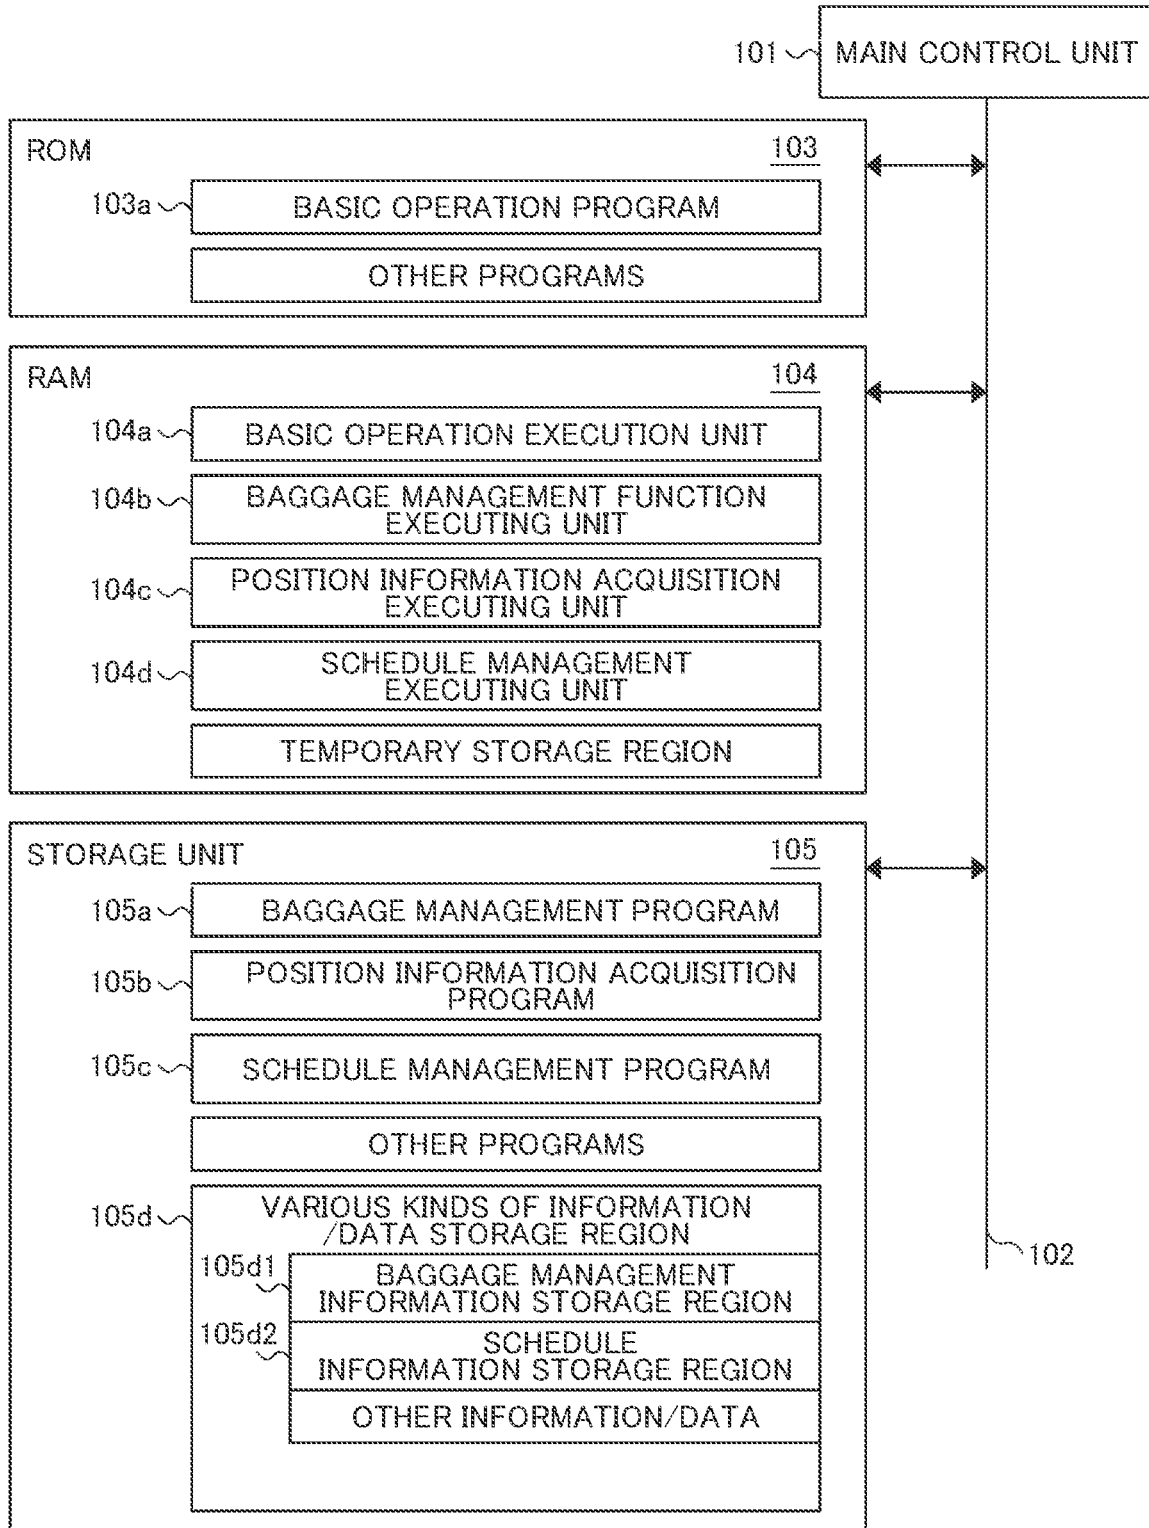 101
MAIN CONTROL UNIT
ROM
103
103a
BASIC OPERATION PROGRAM
OTHER PROGRAMS
RAM
104
104a
BASIC OPERATION EXECUTION UNIT
104b
BAGGAGE MANAGEMENT FUNCTION
EXECUTING UNIT
104c
POSITION INFORMATION ACQUISITION
EXECUTING UNIT
104d
SCHEDULE MANAGEMENT
EXECUTING UNIT
TEMPORARY STORAGE REGION
STORAGE UNIT
105
105a
BAGGAGE MANAGEMENT PROGRAM
105b
POSITION INFORMATION ACQUISITION
PROGRAM
105c
SCHEDULE MANAGEMENT PROGRAM
OTHER PROGRAMS
105d
VARIOUS KINDS OF INFORMATION
/DATA STORAGE REGION
105d1
BAGGAGE MANAGEMENT
INFORMATION STORAGE REGION
105d2
SCHEDULE
INFORMATION STORAGE REGION
OTHER INFORMATION/DATA
102